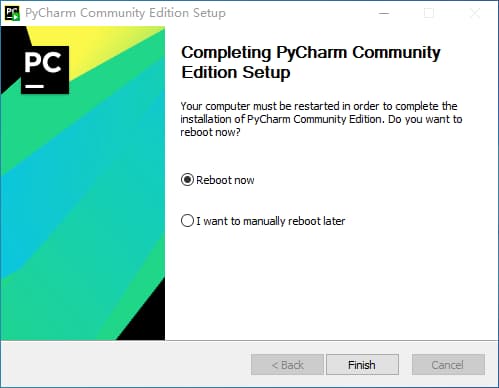 PyCharm Community Edition Setup
PC
Completing PyCharm Community
Edition Setup
Your computer must be restarted in order to complete the
installation of PyCharm Community Edition. Do you want to
reboot now?
Reboot now
I want to manually reboot later
< Back
Finish
Cancel